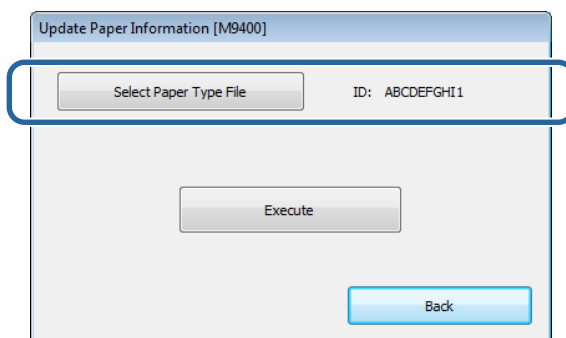 Update Paper Information [M9400]
Select Paper Type File ID: ABCDEFGHI1
Execute
Back